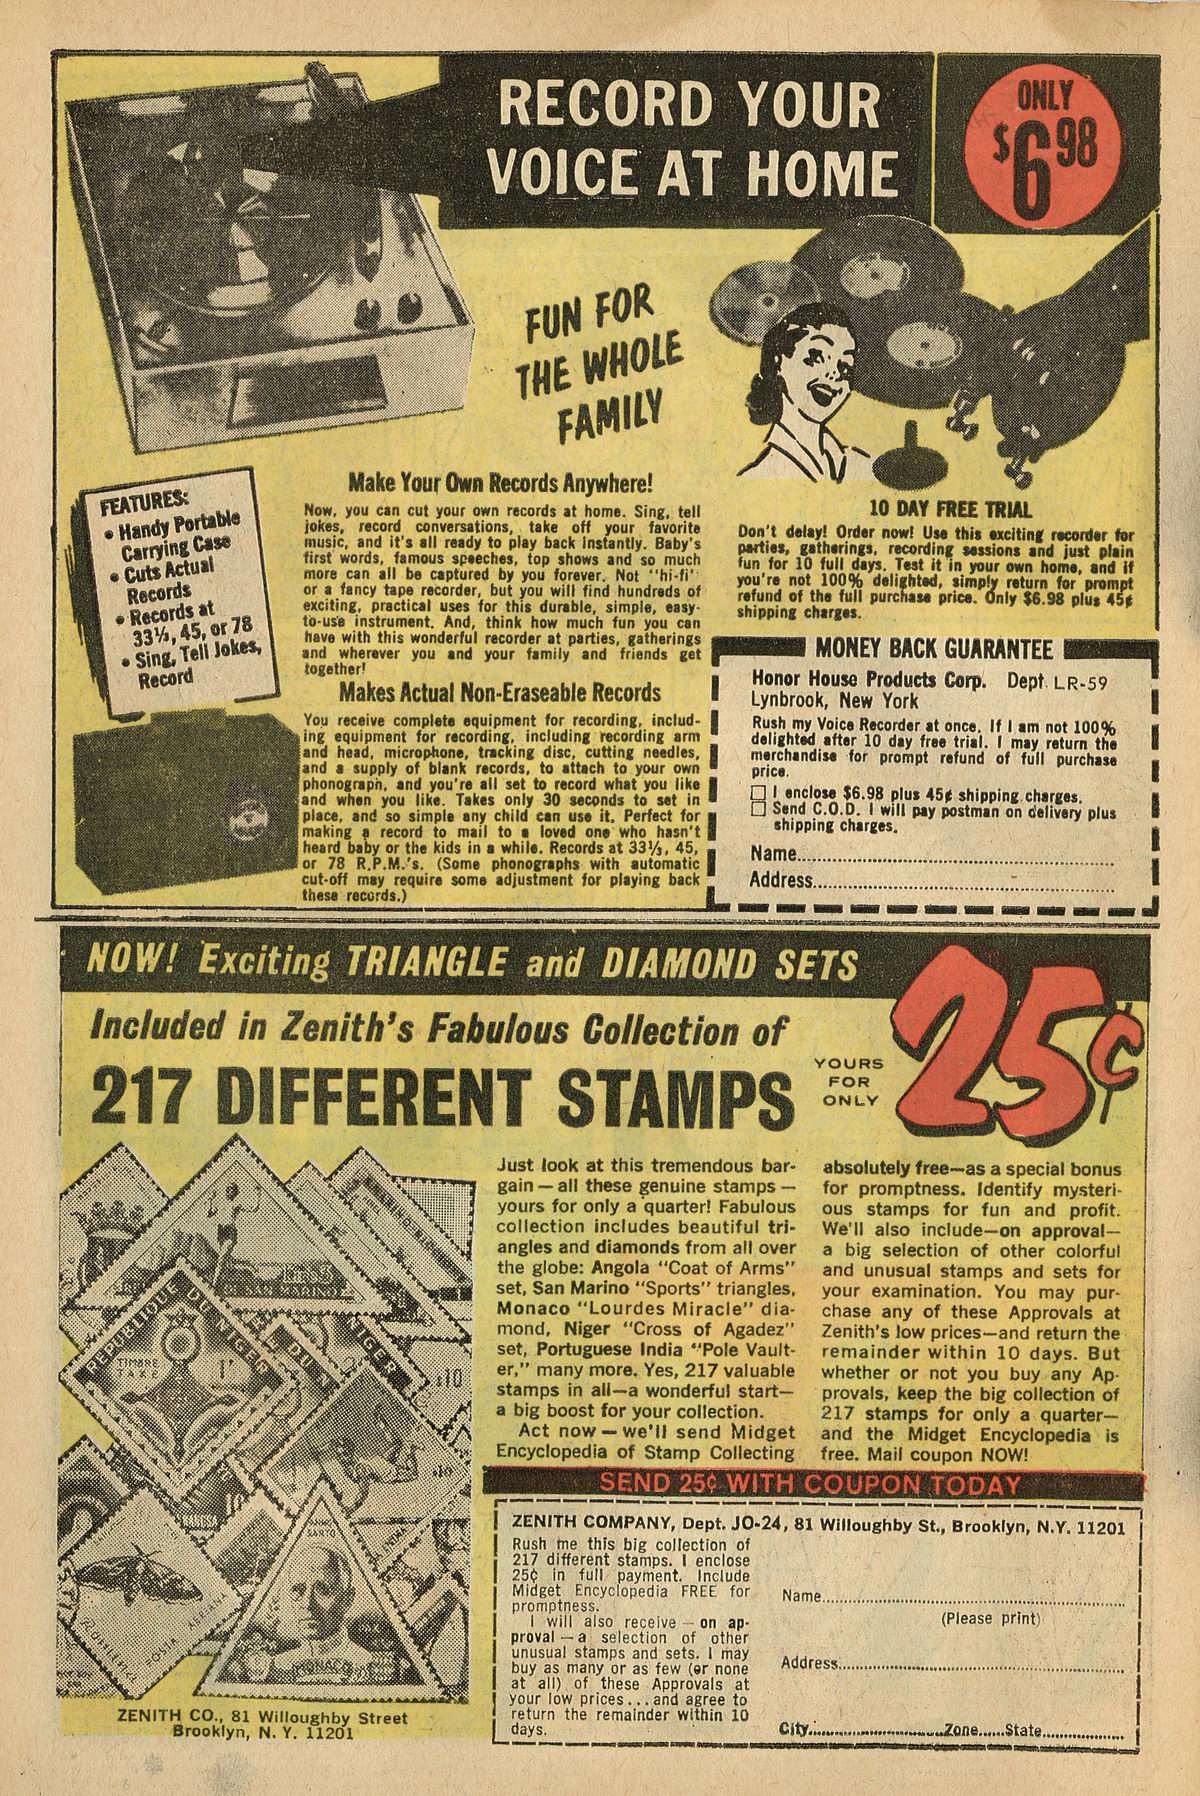 RECORD YOUR
VOICE AT HOME
ONLY
$6.98
FUN FOR
THE WHOLE
FAMILY
FEATURES:
• Handy Portable
Carrying Case
• Cuts Actual
Records
• Records at
33⅓, 45, or 78
• Sing, Tell Jokes,
Record
Make Your Own Records Anywhere!
Now, you can cut your own records at home. Sing, tell
jokes, record conversations, take off your favorite
music, and it's all ready to play back instantly. Baby's
first words, famous speeches, top shows and so much
more can all be captured by you forever. Not "hi-fi"
or a fancy tape recorder, but you will find hundreds of
exciting, practical uses for this durable, simple, easy-
to-use instrument. And, think how much fun you can
have with this wonderful recorder at parties, gatherings
and wherever you and your family and friends get
together!
Makes Actual Non-Eraseable Records
You receive complete equipment for recording, includ-
ing equipment for recording, including recording arm
and head, microphone, tracking disc, cutting needles,
and a supply of blank records, to attach to your own
phonograph, and you're all set to record what you like
and when you like. Takes only 30 seconds to set in
place, and so simple any child can use it. Perfect for
making a record to mail to a loved one who hasn't
heard baby or the kids in a while. Records at 33⅓, 45,
or 78 R.P.M.'s. (Some phonographs with automatic
cut-off may require some adjustment for playing back
these records.)
10 DAY FREE TRIAL
Don't delay! Order now! Use this exciting recorder for
parties, gatherings, recording sessions and just plain
fun for 10 full days. Test it in your own home, and if
you're not 100% delighted, simply return for prompt
refund of the full purchase price. Only $6.98 plus 45¢
shipping charges.
MONEY BACK GUARANTEE
Honor House Products Corp. Dept. LR-59
Lynbrook, New York
Rush my Voice Recorder at once. If I am not 100%
delighted after 10 day free trial. I may return the
merchandise for prompt refund of full purchase
price.
☐ I enclose $6.98 plus 45¢ shipping charges.
☐ Send C.O.D. I will pay postman on delivery plus
shipping charges.
Name
Address
NOW! Exciting TRIANGLE and DIAMOND SETS
Included in Zenith's Fabulous Collection of
217 DIFFERENT STAMPS
YOURS
FOR
ONLY
25¢
Just look at this tremendous bar-
gain — all these genuine stamps —
yours for only a quarter! Fabulous
collection includes beautiful tri-
angles and diamonds from all over
the globe: Angola "Coat of Arms"
set, San Marino "Sports" triangles,
Monaco "Lourdes Miracle" dia-
mond, Niger "Cross of Agadez"
set, Portuguese India "Pole Vault-
er," many more. Yes, 217 valuable
stamps in all—a wonderful start—
a big boost for your collection.
Act now — we'll send Midget
Encyclopedia of Stamp Collecting
absolutely free—as a special bonus
for promptness. Identify mysteri-
ous stamps for fun and profit.
We'll also include—on approval—
a big selection of other colorful
and unusual stamps and sets for
your examination. You may pur-
chase any of these Approvals at
Zenith's low prices—and return the
remainder within 10 days. But
whether or not you buy any Ap-
provals, keep the big collection of
217 stamps for only a quarter—
and the Midget Encyclopedia is
free. Mail coupon NOW!
SAN MARINO
REPUBLIQUE DU NIGER
TIMBRE
TAXE
1F
DU
NIGER
MONACO
ZENITH CO., 81 Willoughby Street
Brooklyn, N. Y. 11201
SEND 25¢ WITH COUPON TODAY
ZENITH COMPANY, Dept. JO-24, 81 Willoughby St., Brooklyn, N.Y. 11201
Rush me this big collection of
217 different stamps. I enclose
25¢ in full payment. Include
Midget Encyclopedia FREE for
promptness.
I will also receive — on ap-
proval — a selection of other
unusual stamps and sets. I may
buy as many or as few (or none
at all) of these Approvals at
your low prices...and agree to
return the remainder within 10
days.
Name
(Please print)
Address
City Zone State